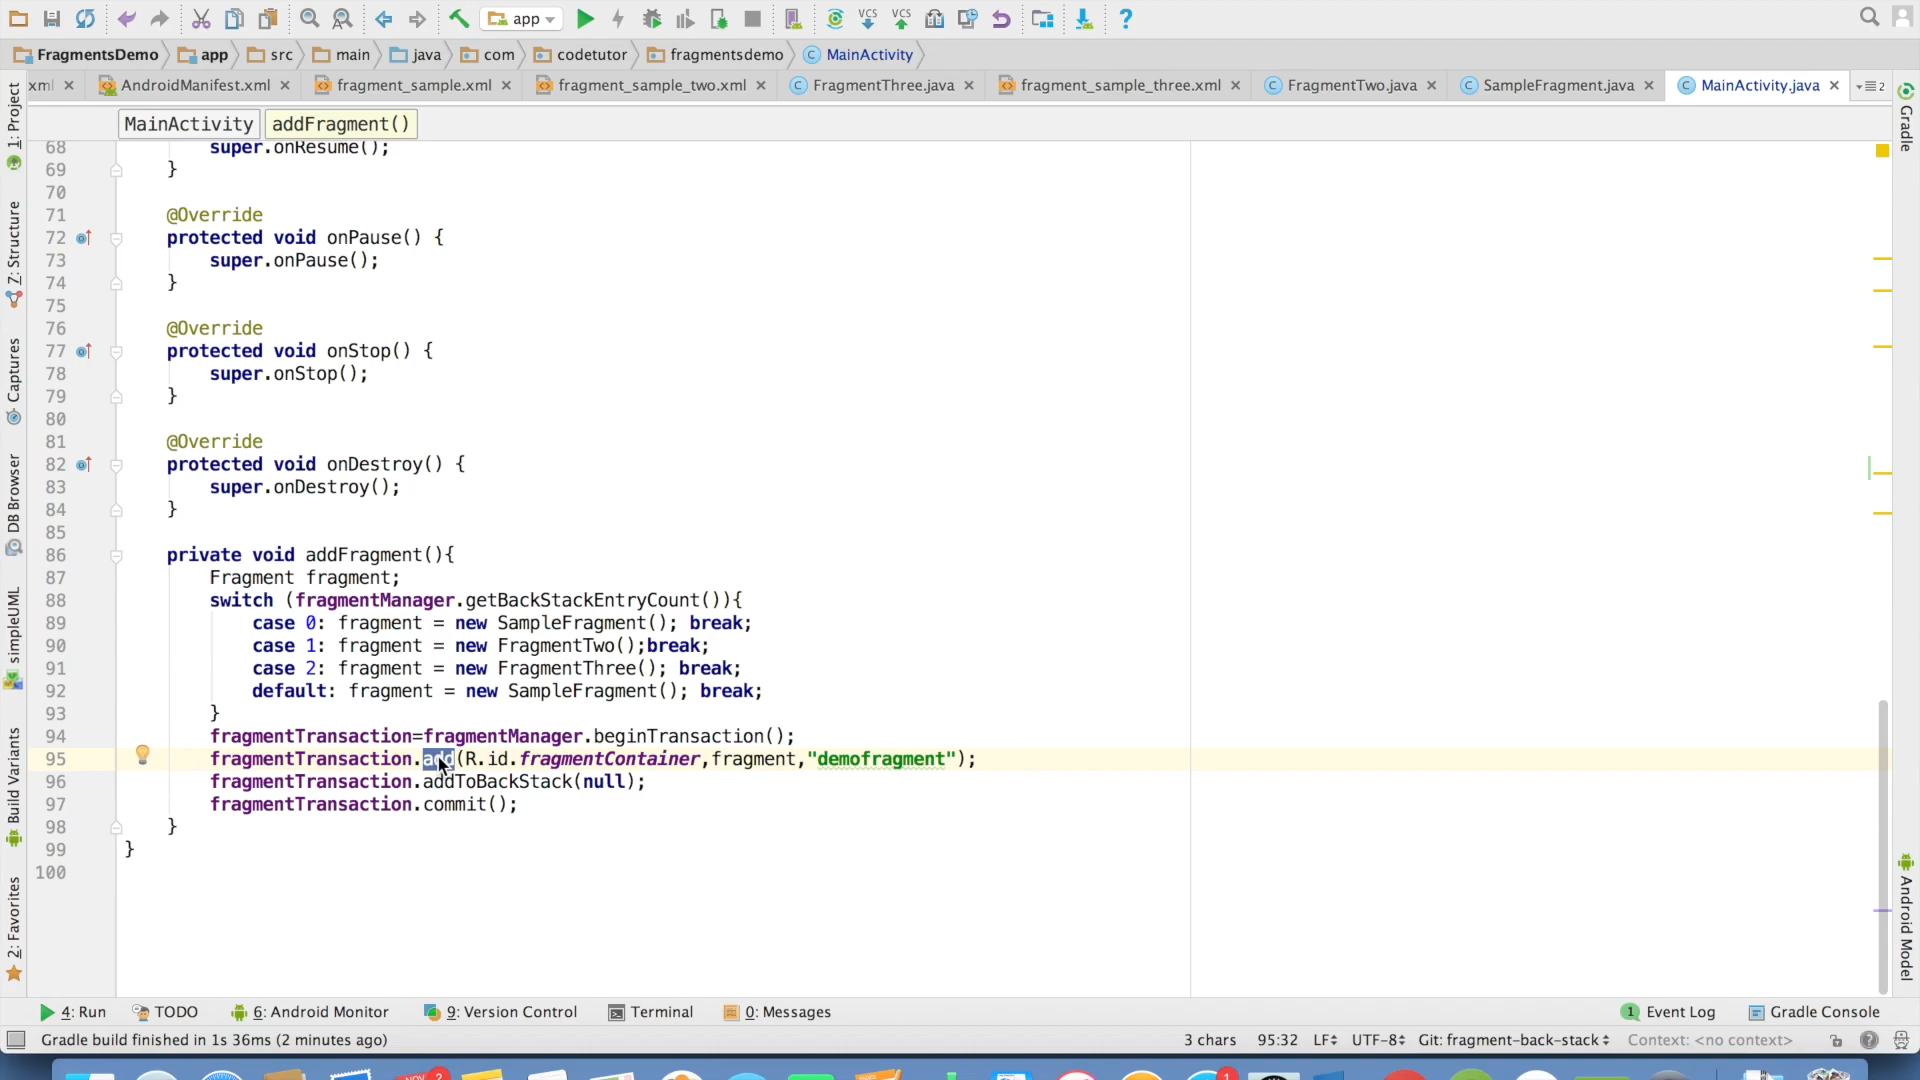 app
FragmentsDemo app src main java com codetutor fragmentsdemo MainActivity
xml AndroidManifest.xml fragment_sample.xml fragment_sample_two.xml FragmentThree.java fragment_sample_three.xml FragmentTwo.java SampleFragment.java MainActivity.java 2
MainActivity addFragment()
68 super.onResume();
69 }
70
71 @Override
72 protected void onPause() {
73 super.onPause();
74 }
75
76 @Override
77 protected void onStop() {
78 super.onStop();
79 }
80
81 @Override
82 protected void onDestroy() {
83 super.onDestroy();
84 }
85
86 private void addFragment(){
87 Fragment fragment;
88 switch (fragmentManager.getBackStackEntryCount()){
89 case 0: fragment = new SampleFragment(); break;
90 case 1: fragment = new FragmentTwo();break;
91 case 2: fragment = new FragmentThree(); break;
92 default: fragment = new SampleFragment(); break;
93 }
94 fragmentTransaction=fragmentManager.beginTransaction();
95 fragmentTransaction.add(R.id.fragmentContainer,fragment,"demofragment");
96 fragmentTransaction.addToBackStack(null);
97 fragmentTransaction.commit();
98 }
99 }
100
1: Project
Z: Structure
Captures
DB Browser
simpleUML
Build Variants
2: Favorites
Gradle
Android Model
4: Run TODO 6: Android Monitor 9: Version Control Terminal 0: Messages 1 Event Log Gradle Console
Gradle build finished in 1s 36ms (2 minutes ago) 3 chars 95:32 LF UTF-8 Git: fragment-back-stack Context: <no context>
NOV 2 1